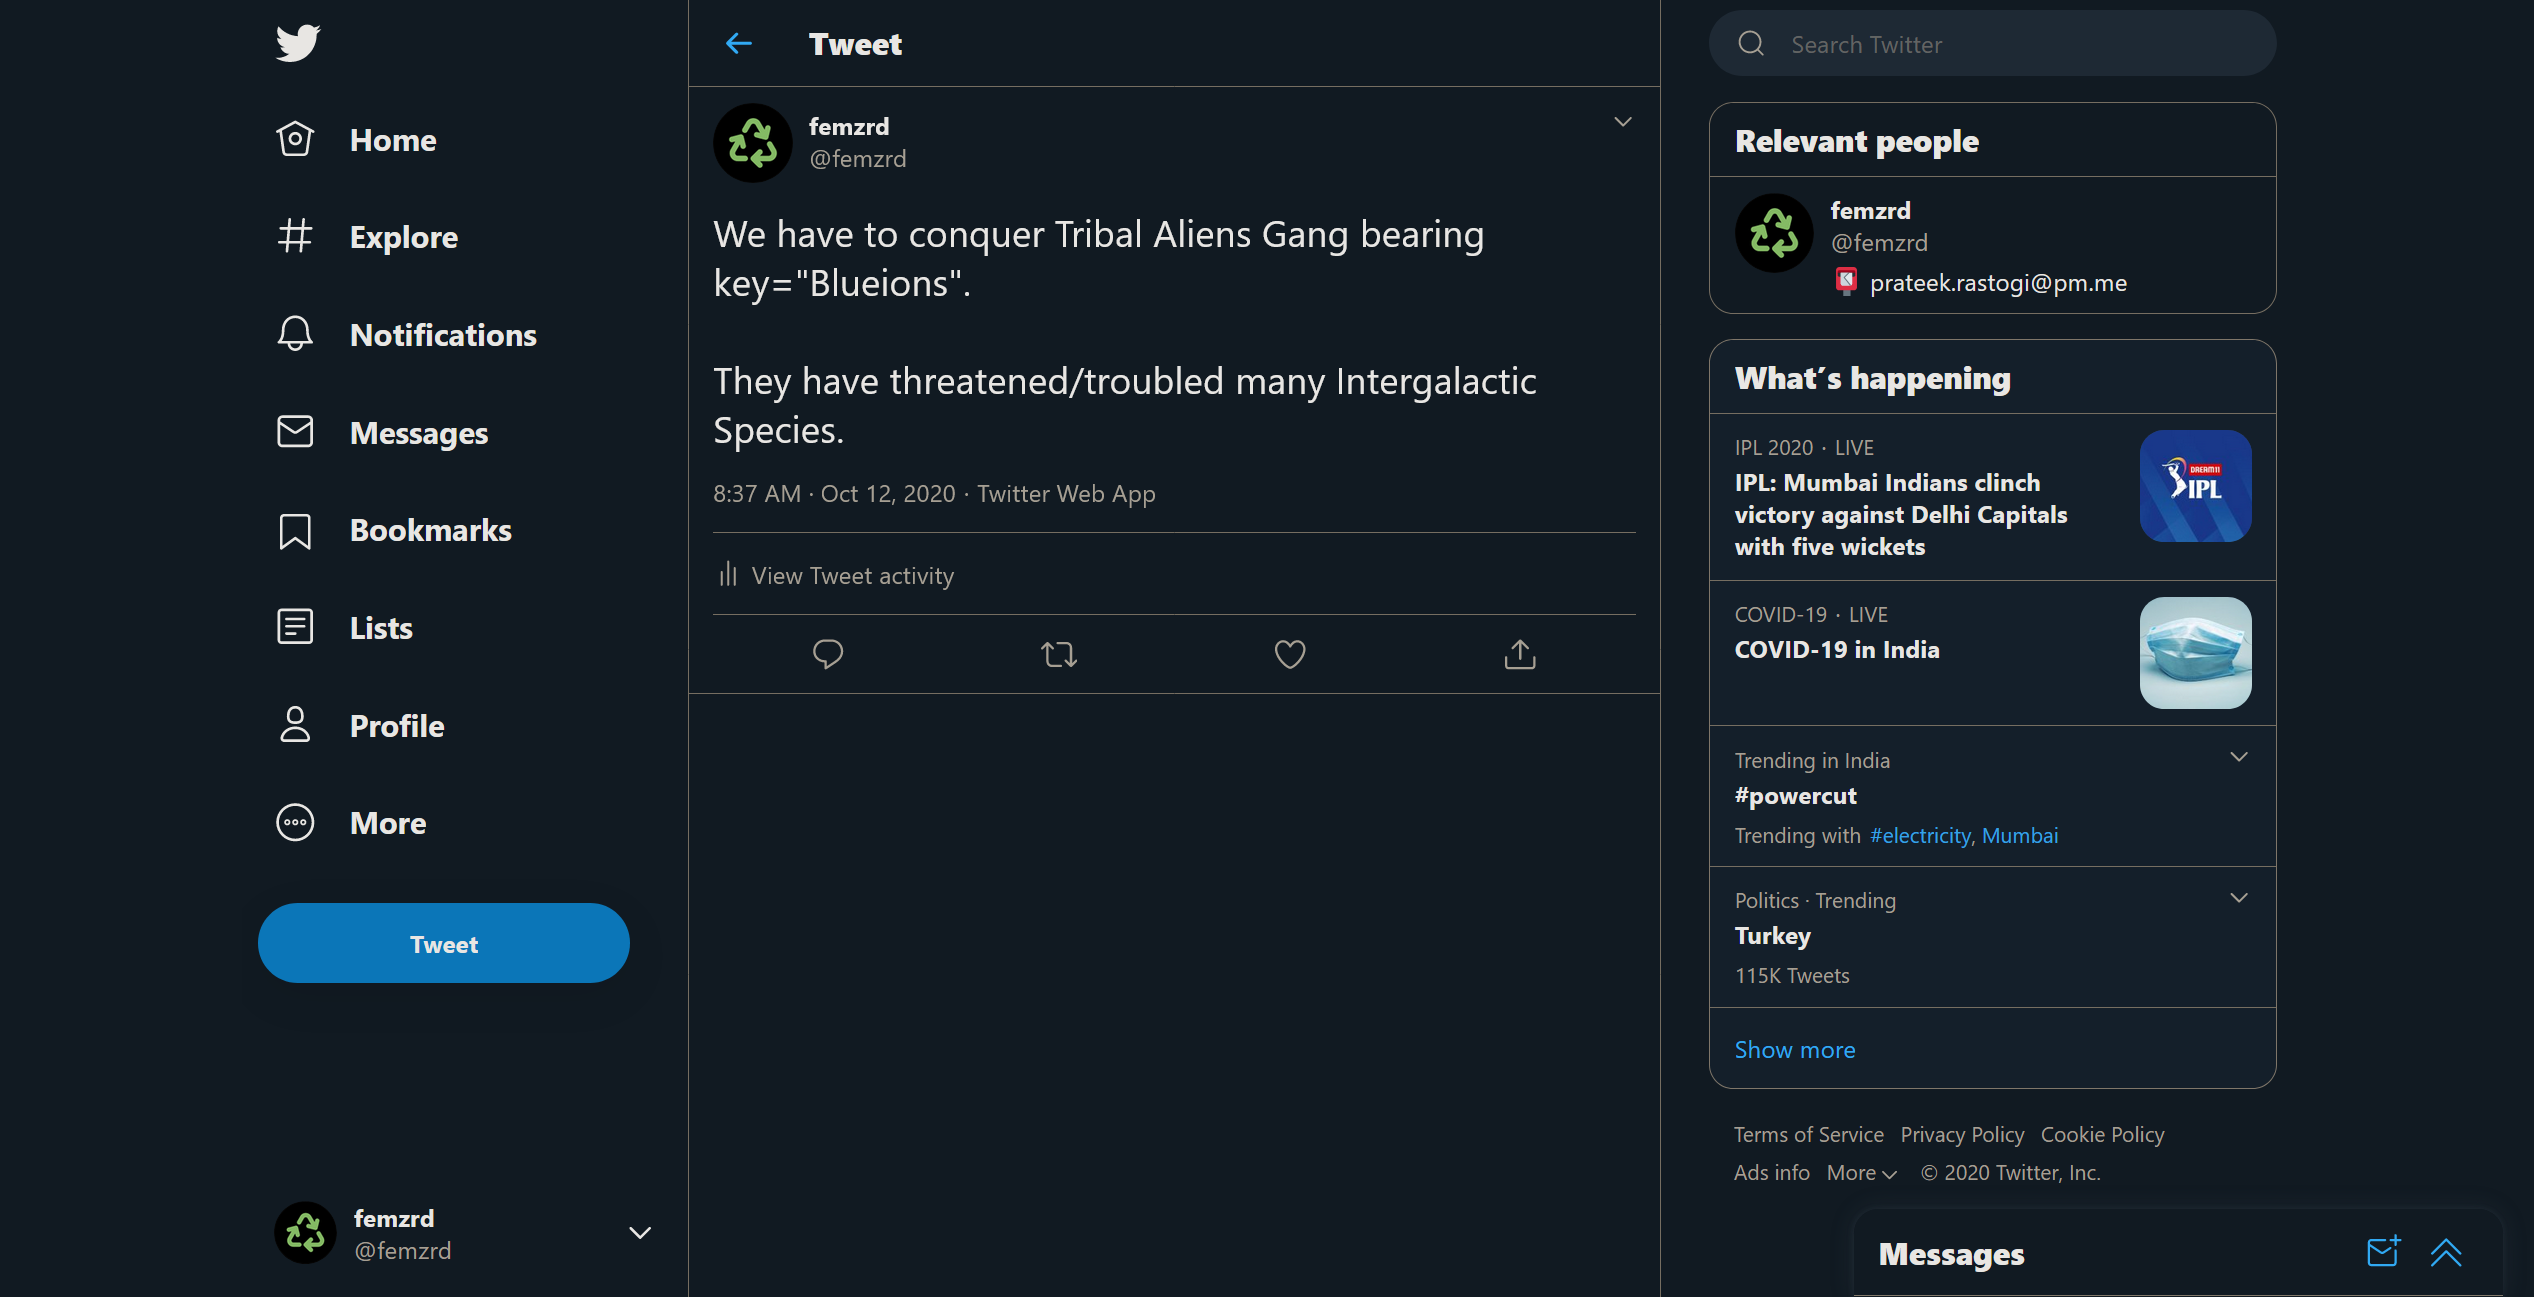 Home
Explore
Notifications
Messages
Bookmarks
Lists
Profile
More
Tweet
femzrd
@femzrd
Tweet
femzrd
@femzrd
We have to conquer Tribal Aliens Gang bearing
key="Blueions".
They have threatened/troubled many Intergalactic
Species.
8:37 AM · Oct 12, 2020 · Twitter Web App
View Tweet activity
Search Twitter
Relevant people
femzrd
@femzrd
prateek.rastogi@pm.me
What's happening
IPL 2020 · LIVE
IPL: Mumbai Indians clinch
victory against Delhi Capitals
with five wickets
DREAM11
IPL
COVID-19 · LIVE
COVID-19 in India
Trending in India
#powercut
Trending with #electricity, Mumbai
Politics · Trending
Turkey
115K Tweets
Show more
Terms of Service Privacy Policy Cookie Policy
Ads info More © 2020 Twitter, Inc.
Messages